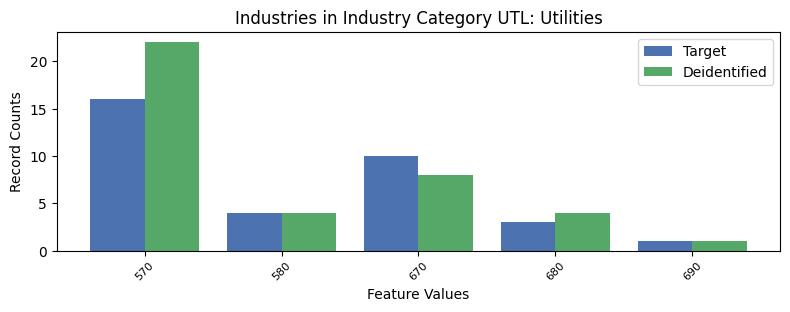 Industries in Industry Category UTL: Utilities
Target
Deidentified
Record Counts
20
15
10
5
0
570
580
670
680
690
Feature Values